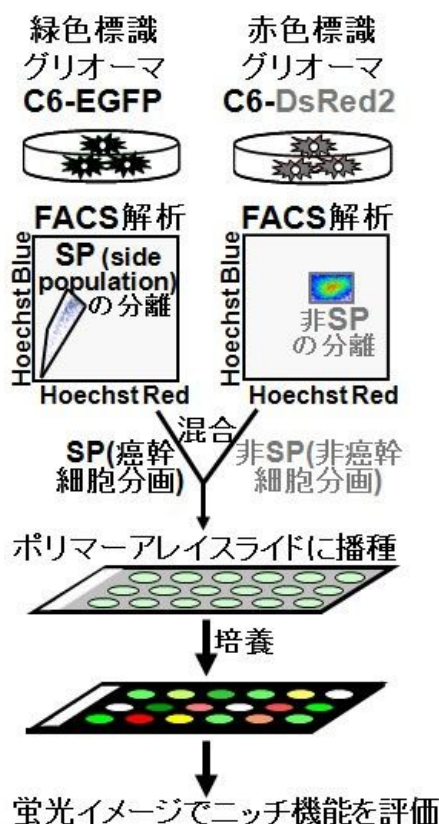 緑色標識
グリオーマ
C6-EGFP
赤色標識
グリオーマ
C6-DsRed2
FACS解析
Hoechst Blue
SP (side
population)
の分離
Hoechst Red
FACS解析
Hoechst Blue
非SP
の分離
Hoechst Red
混合
SP(癌幹
細胞分画)
非SP(非癌幹
細胞分画)
ポリマーアレイスライドに播種
培養
蛍光イメージでニッチ機能を評価